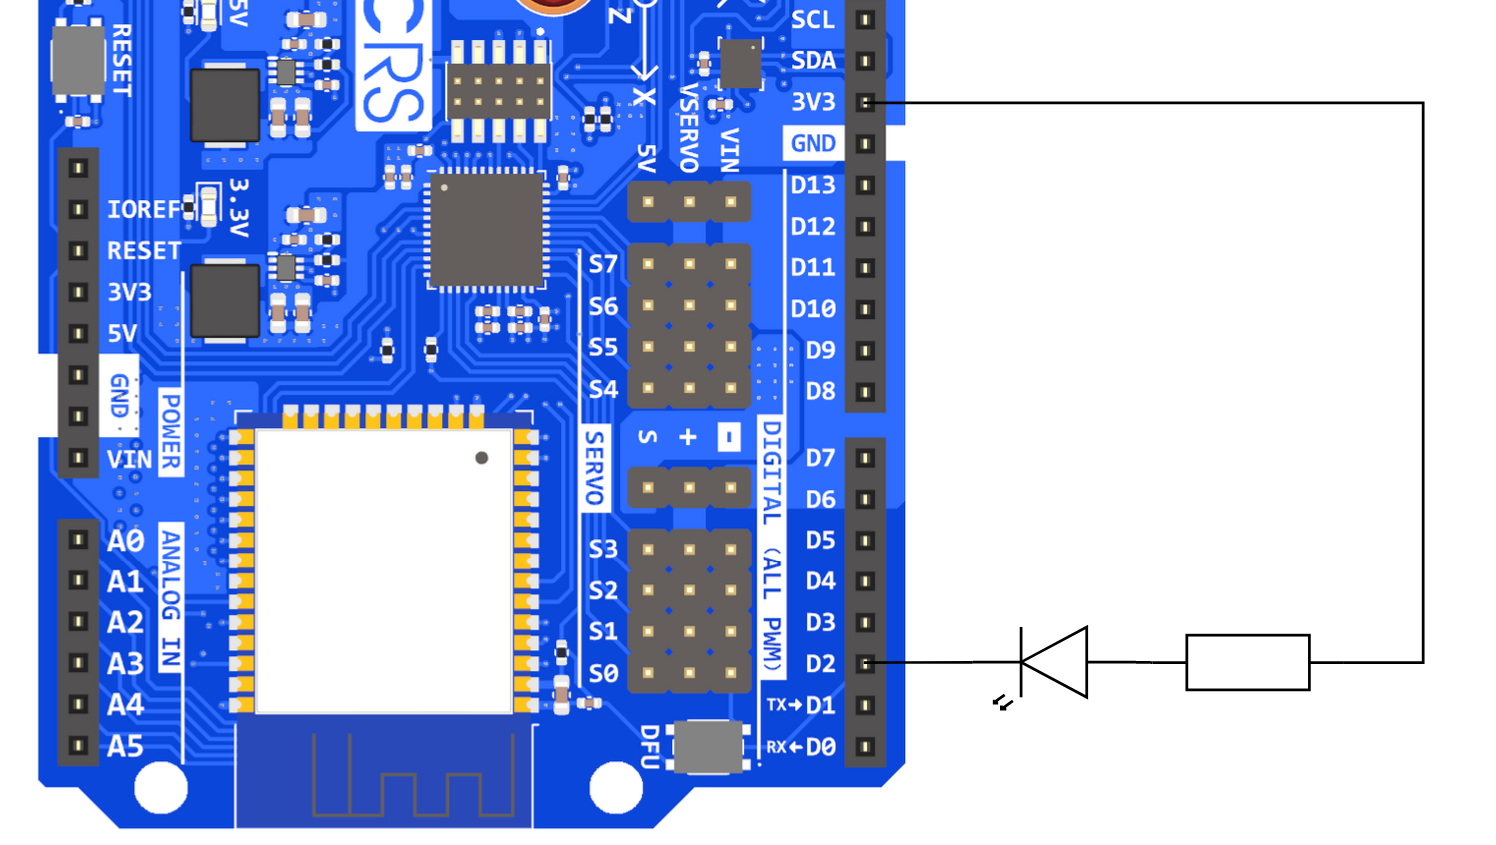 RESET
5V
CRS
Z
X
SCL
SDA
3V3
GND
VSERVO
5V
VIN
D13
D12
D11
D10
D9
D8
3.3V
IOREF
RESET
3V3
5V
GND
VIN
POWER
S7
S6
S5
S4
S + -
SERVO
S3
S2
S1
S0
DIGITAL (ALL PWM)
D7
D6
D5
D4
D3
D2
TX→D1
RX←D0
A0
A1
A2
A3
A4
A5
ANALOG IN
DFU